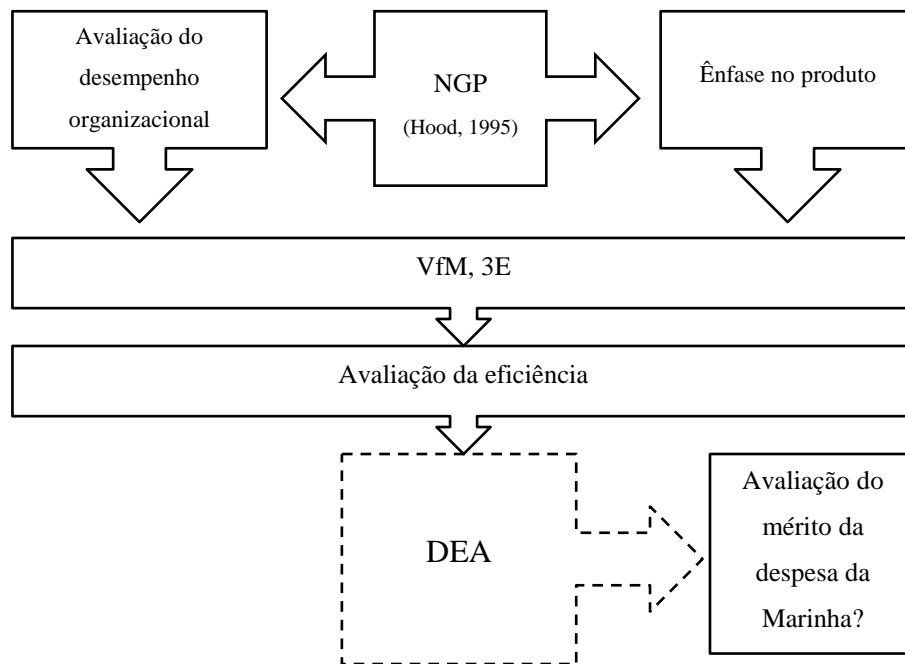 Avaliação do
desempenho
organizacional
NGP
(Hood, 1995)
Ênfase no produto
VfM, 3E
Avaliação da eficiência
DEA
Avaliação do
mérito da
despesa da
Marinha?